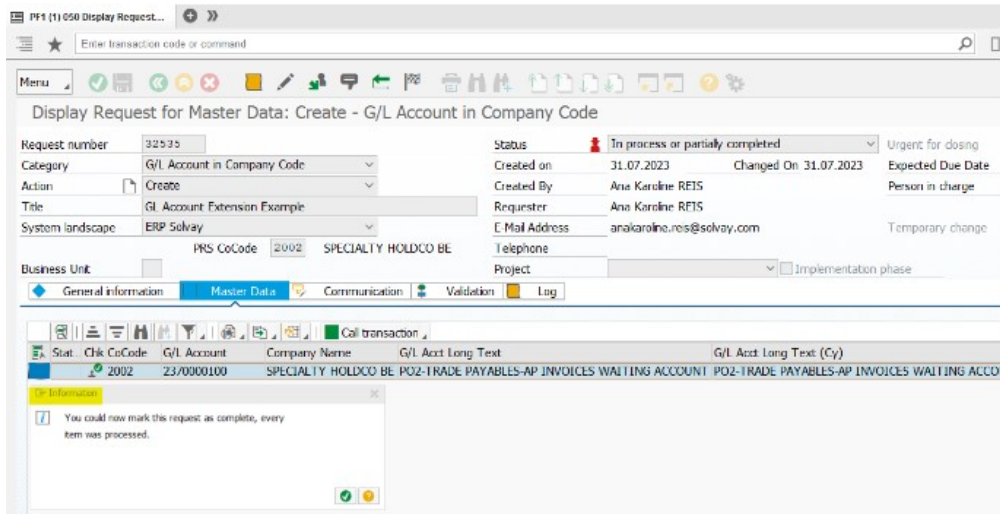 PF1 (1) 050 Display Request...
Enter transaction code or command
Menu
Display Request for Master Data: Create - G/L Account in Company Code
Request number 32535 Status In process or partially completed Urgent for closing
Category G/L Account in Company Code Created on 31.07.2023 Changed On 31.07.2023 Expected Due Date
Action Create Created By Ana Karoline REIS Person in charge
Title GL Account Extension Example Requester Ana Karoline REIS
System landscape ERP Solvay E-Mail Address anakaroline.reis@solvay.com Temporary change
PRS CoCode 2002 SPECIALTY HOLDCO BE Telephone
Business Unit Project Implementation phase
General information Master Data Communication Validation Log
Call transaction
Stat Chk CoCode G/L Account Company Name G/L Acct Long Text G/L Acct Long Text (Cy)
2002 2370000100 SPECIALTY HOLDCO BE PO2-TRADE PAYABLES-AP INVOICES WAITING ACCOUNT PO2-TRADE PAYABLES-AP INVOICES WAITING ACCO
Information
You could now mark this request as complete, every
item was processed.